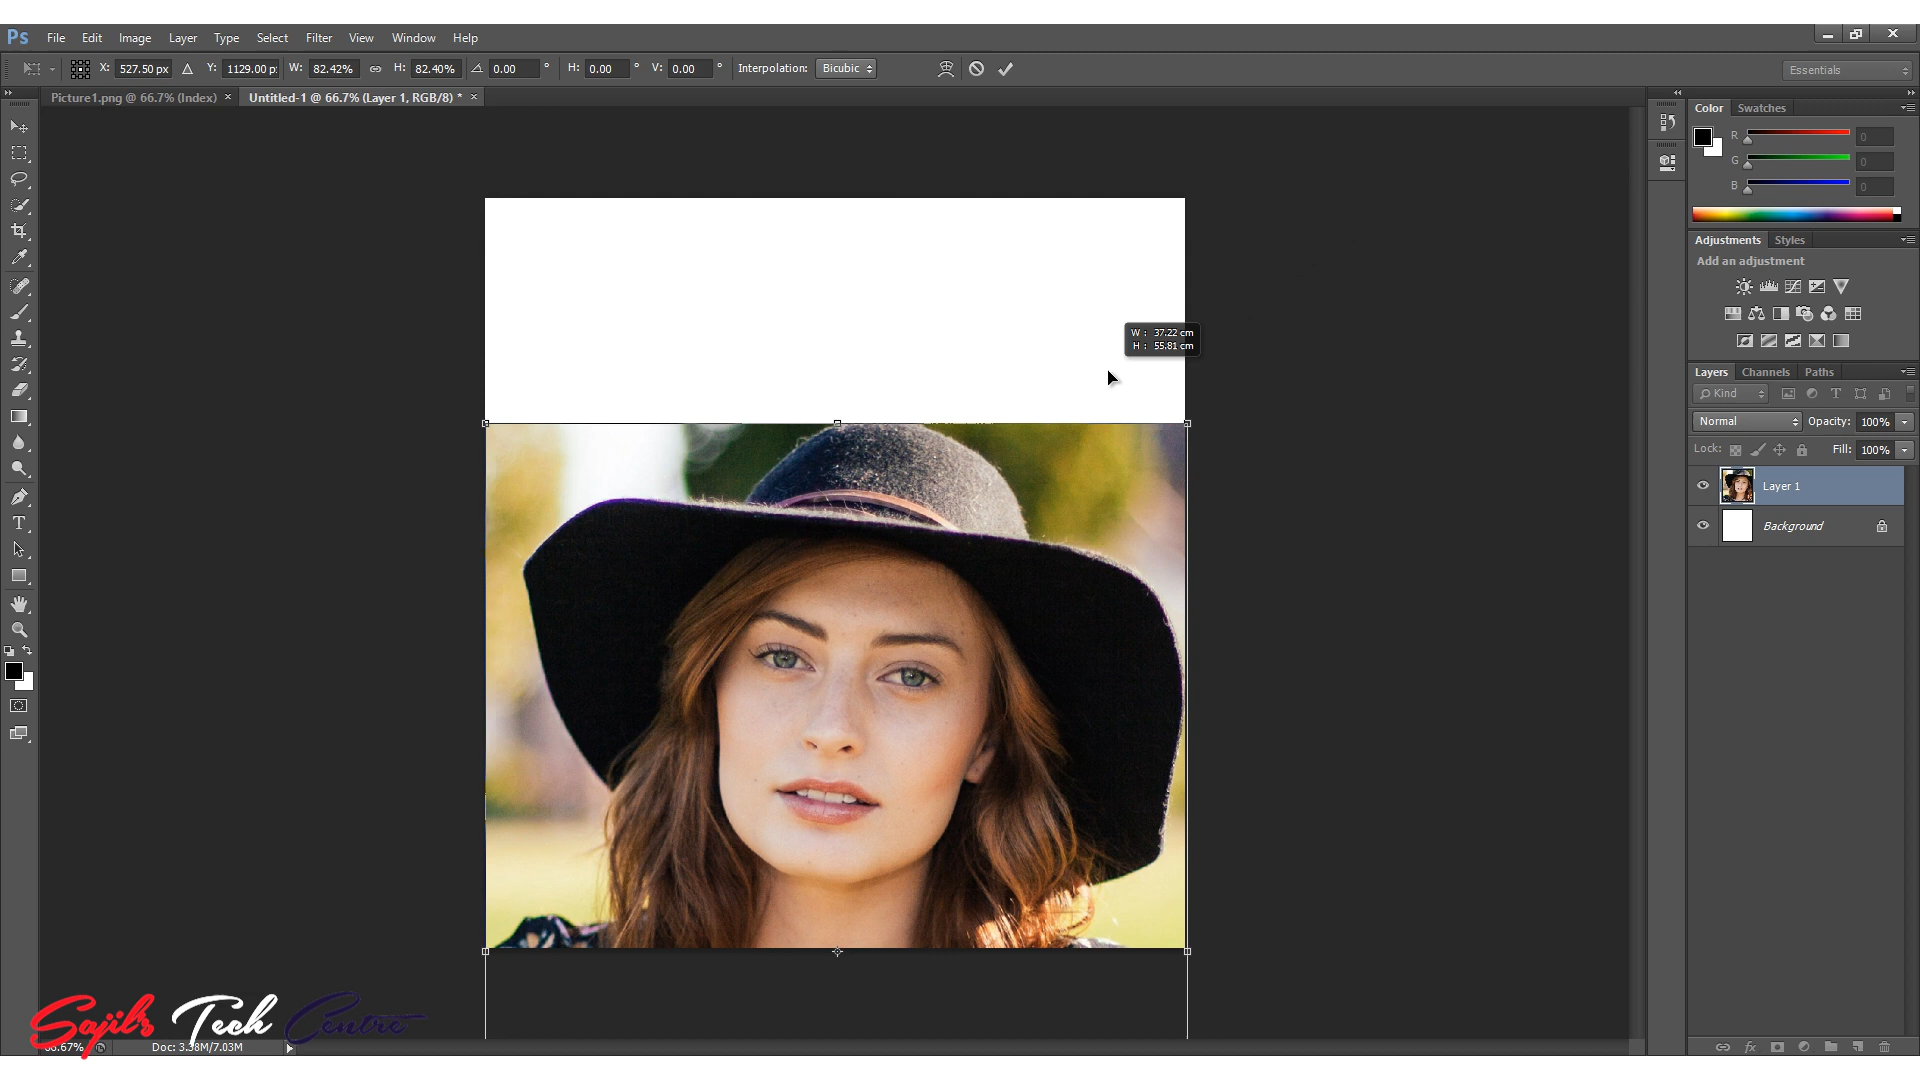 Ps File Edit Image Layer Type Select Filter View Window Help
X: 527.50 px Y: 1129.00 p: W: 82.42% H: 82.40% 0.00 ° H: 0.00 ° V: 0.00 ° Interpolation: Bicubic Essentials
Picture1.png @ 66.7% (Index) × Untitled-1 @ 66.7% (Layer 1, RGB/8) * ×
Color Swatches
R 0
G 0
B 0
Adjustments Styles
Add an adjustment
W : 37.22 cm
H : 55.81 cm
Layers Channels Paths
Kind
Normal Opacity: 100%
Lock: Fill: 100%
Layer 1
Background
T
Sajils Tech Centre
66.67% Doc: 3.38M/7.03M
fx